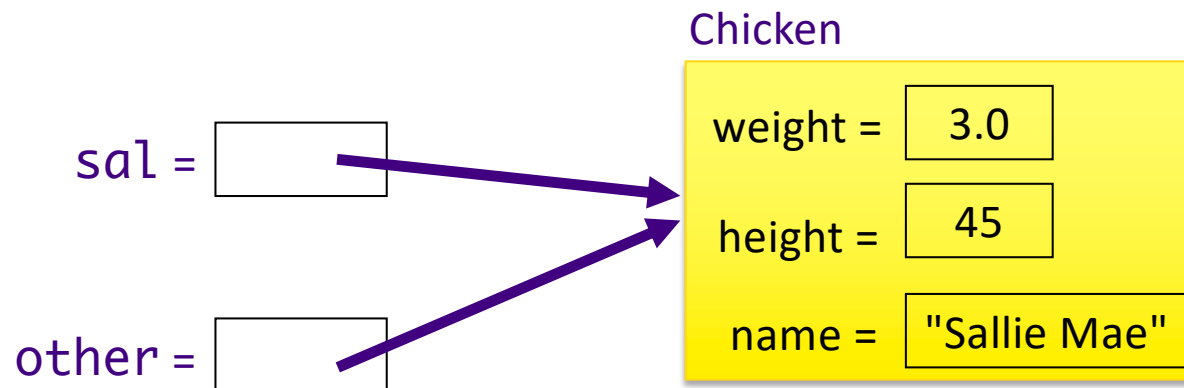 Chicken
weight = 3.0
sal =
height = 45
other =
name = "Sallie Mae"